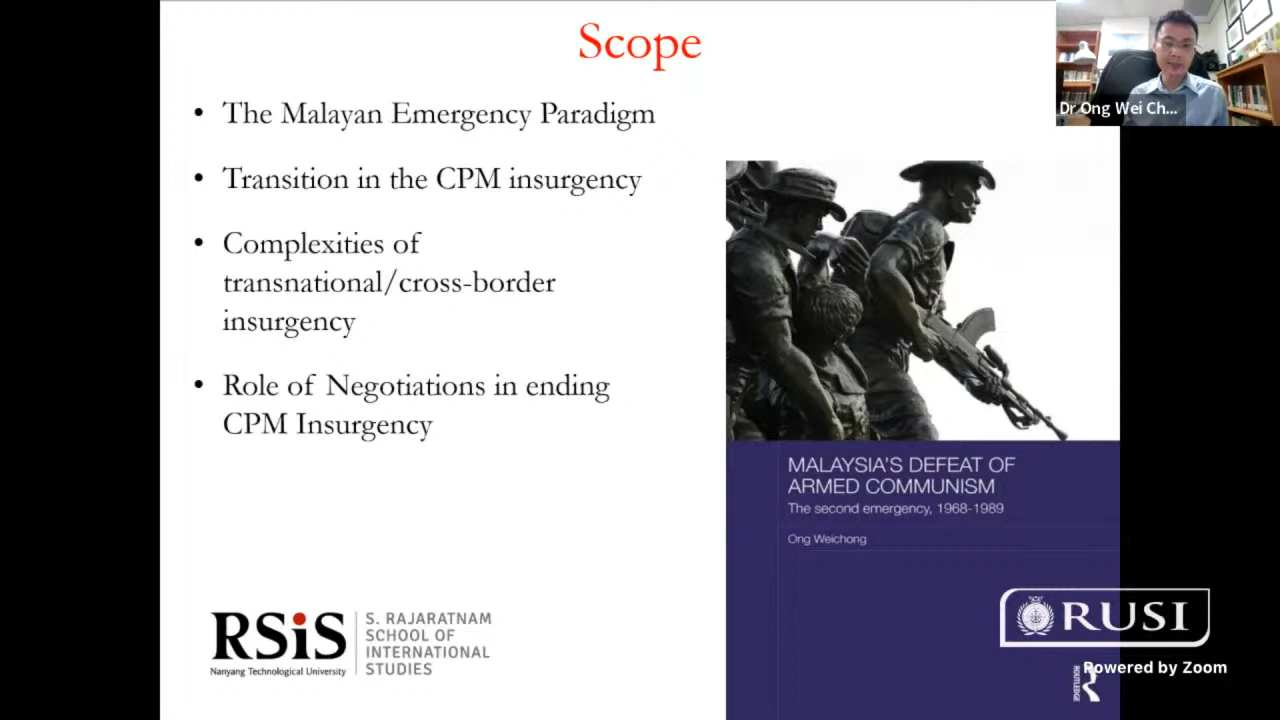 Scope
• The Malayan Emergency Paradigm
• Transition in the CPM insurgency
• Complexities of
transnational/cross-border
insurgency
• Role of Negotiations in ending
CPM Insurgency
Dr Ong Wei Ch...
MALAYSIA'S DEFEAT OF
ARMED COMMUNISM
The second emergency, 1968-1989
Ong Weichong
RSiS
Nanyang Technological University
S. RAJARATNAM
SCHOOL OF
INTERNATIONAL
STUDIES
RUSI
Powered by Zoom
ROUTLEDGE